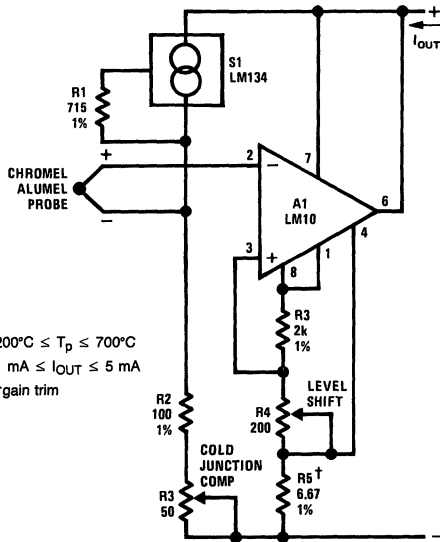 +
IOUT
S1
LM134
R1
715
1%
+
CHROMEL
ALUMEL
PROBE
−
2
−
7
A1
LM10
6
4
3
+
8
1
R3
2k
1%
200°C ≤ Tp ≤ 700°C
mA ≤ IOUT ≤ 5 mA
gain trim
R2
100
1%
LEVEL
SHIFT
R4
200
COLD
JUNCTION
COMP
R3
50
R5†
6.67
1%
−